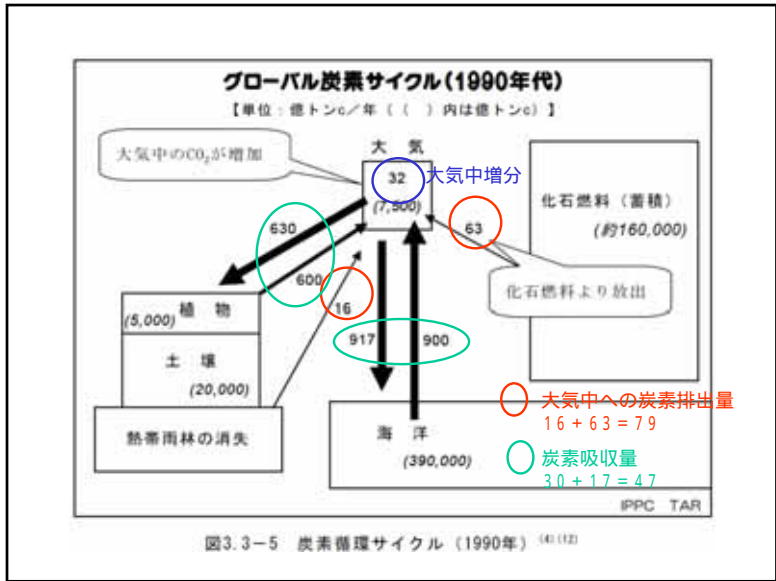 グローバル炭素サイクル(1990年代)
【単位：億トンc／年（（　）内は億トンc）】
大気中のCO₂が増加
大　気
32
大気中増分
(7,500)
化石燃料（蓄積）
(約160,000)
630
63
600
化石燃料より放出
16
植　物
(5,000)
917
900
土　壌
(20,000)
大気中への炭素排出量
16＋63＝79
熱帯雨林の消失
海　洋
(390,000)
炭素吸収量
30＋17＝47
IPPC TAR
図3.3－5　炭素循環サイクル（1990年）(4)(12)